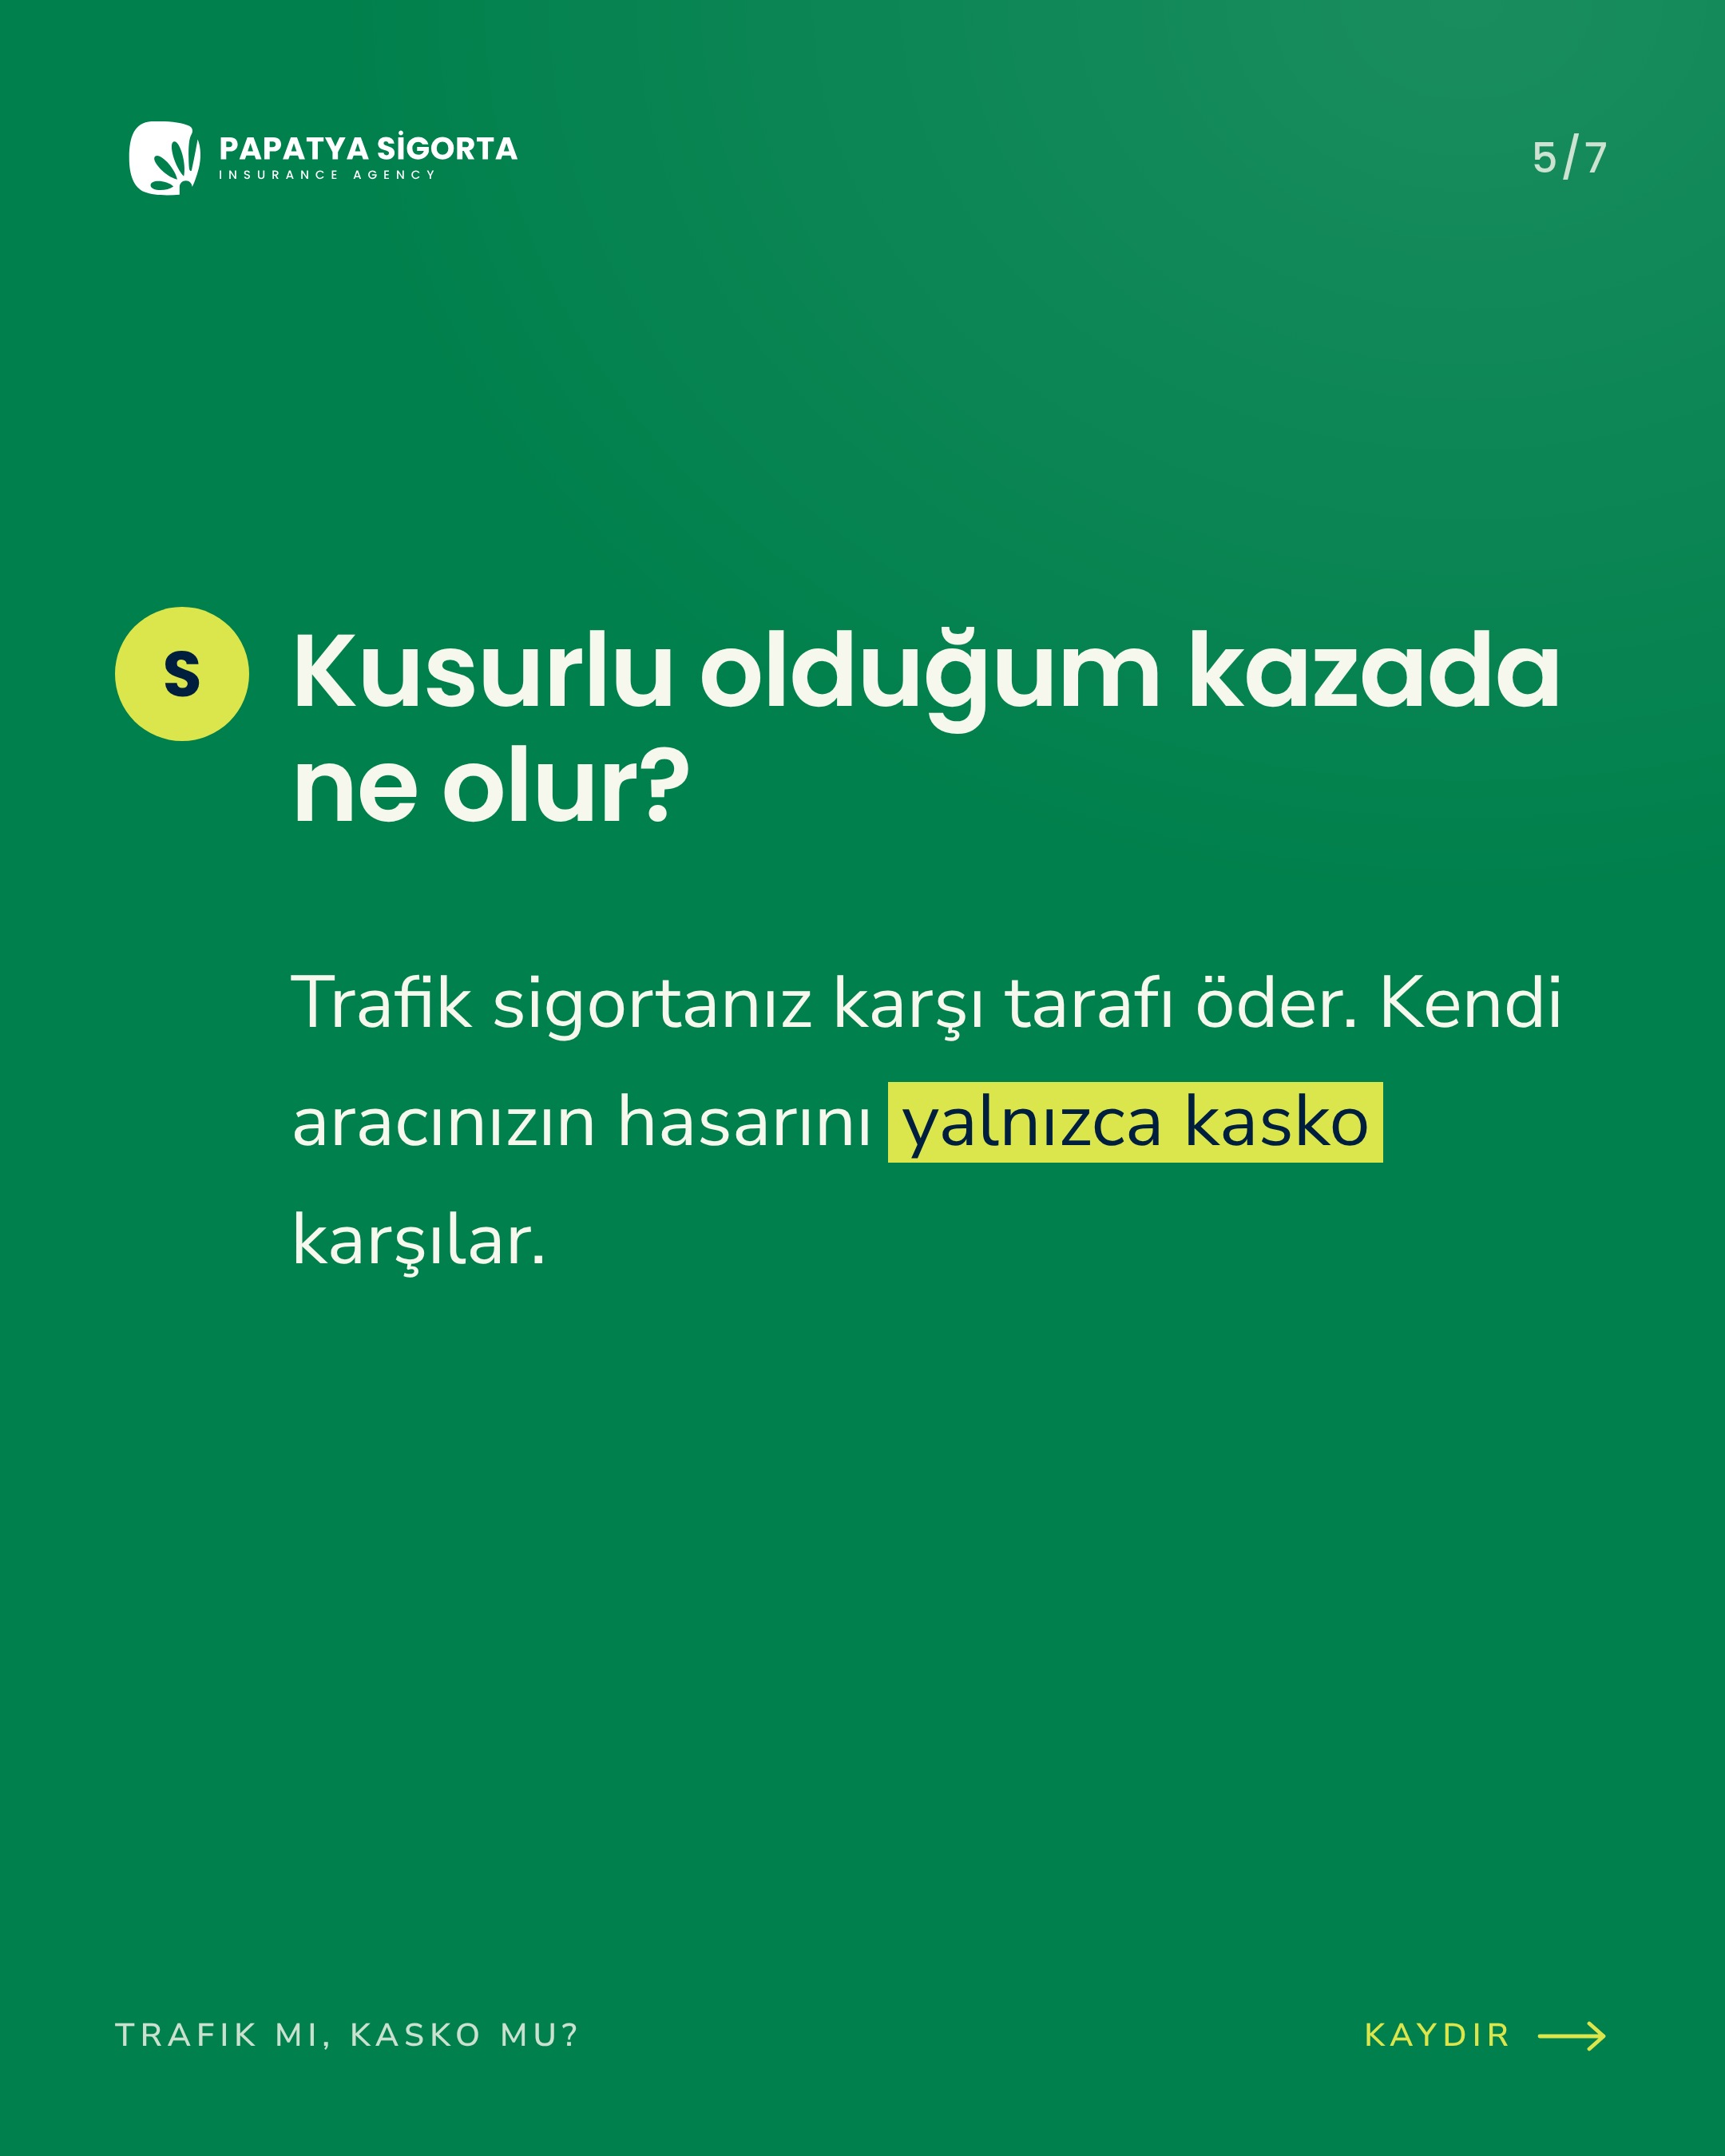 PAPATYA SİGORTA
INSURANCE AGENCY
5/7
S
Kusurlu olduğum kazada
ne olur?
Trafik sigortanız karşı tarafı öder. Kendi
aracınızın hasarını yalnızca kasko
karşılar.
TRAFIK MI, KASKO MU?
KAYDIR